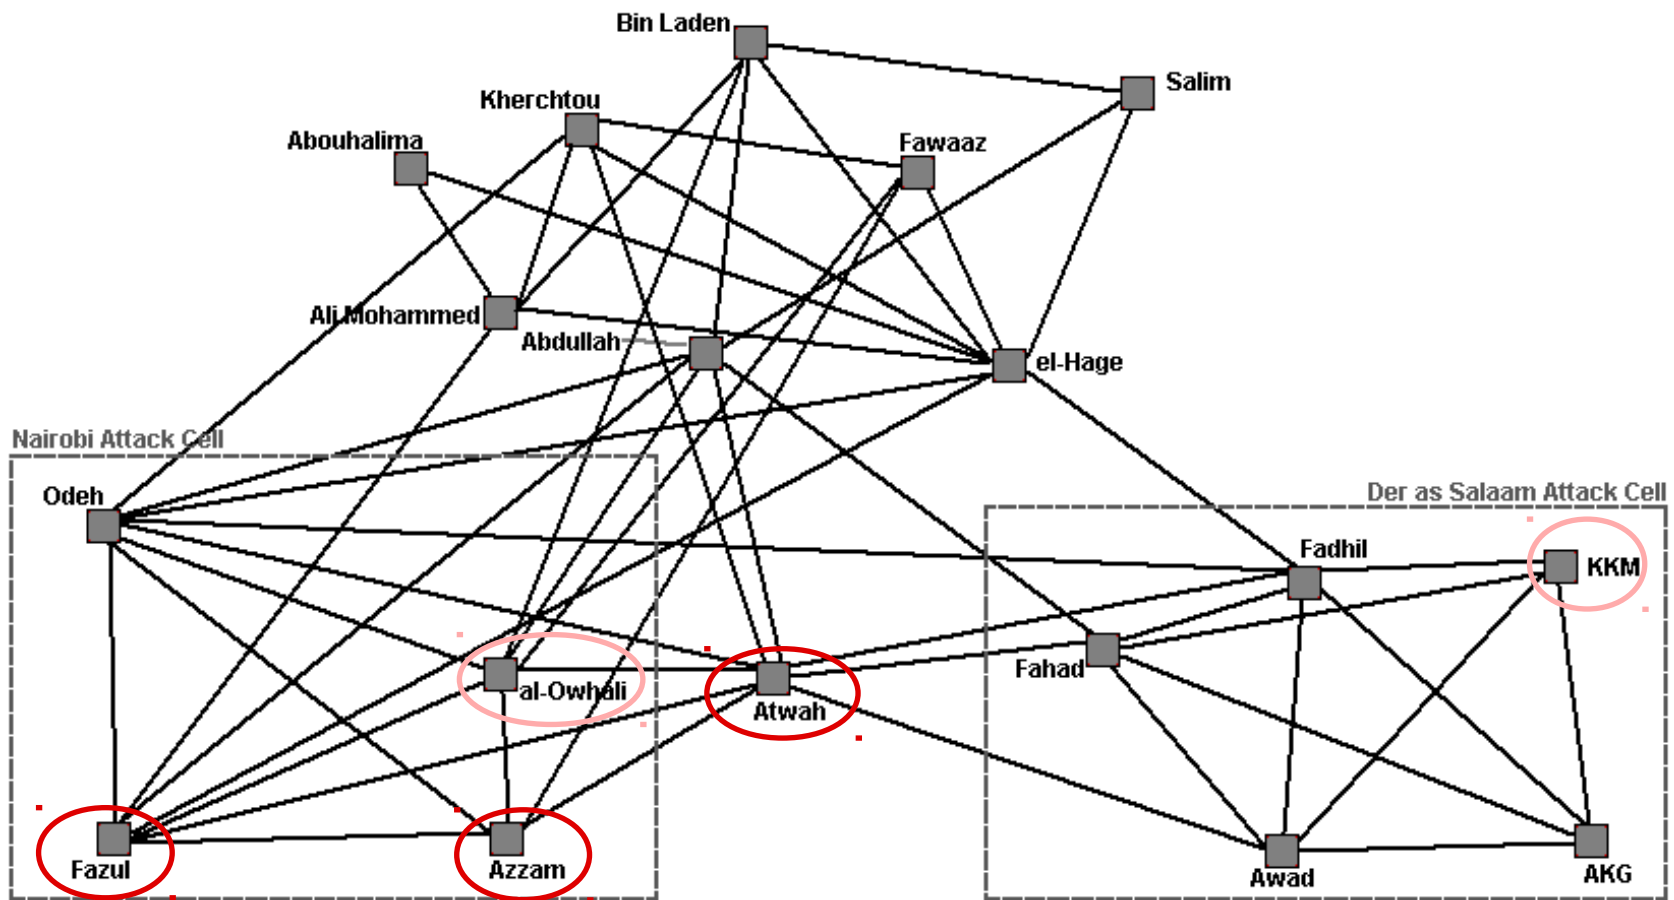 Bin Laden
Salim
Kherchtou
Abouhalima
Fawaaz
Ali Mohammed
Abdullah
el-Hage
Nairobi Attack Cell
Der as Salaam Attack Cell
Odeh
Fadhil
KKM
Fahad
al-Owhali
Atwah
Fazul
Azzam
Awad
AKG